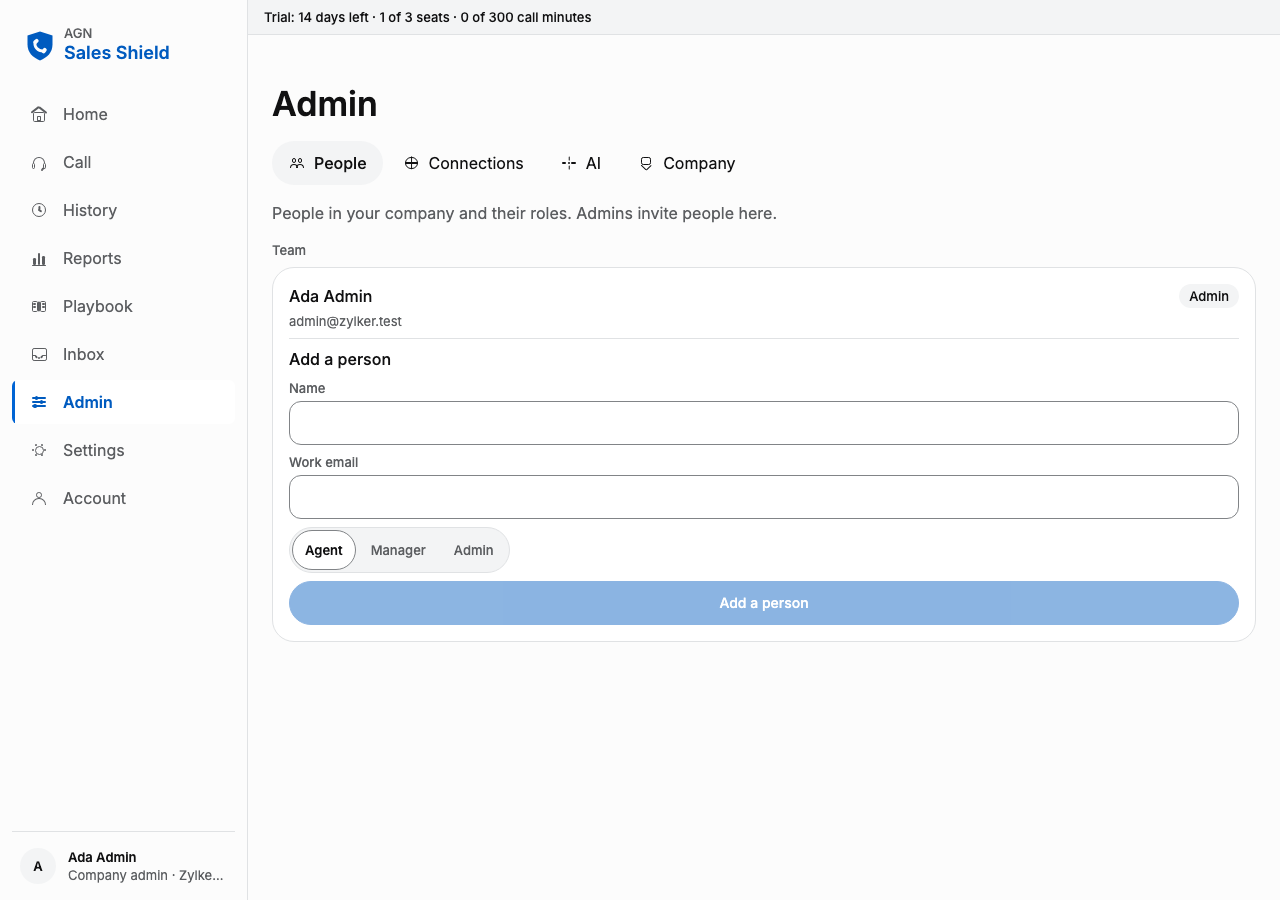 Trial: 14 days left · 1 of 3 seats · 0 of 300 call minutes
AGN
Sales Shield
Home
Call
History
Reports
Playbook
Inbox
Admin
Settings
Account
Ada Admin
Company admin · Zylke...
A
Admin
People
Connections
AI
Company
People in your company and their roles. Admins invite people here.
Team
Ada Admin
Admin
admin@zylker.test
Add a person
Name
Work email
Agent
Manager
Admin
Add a person